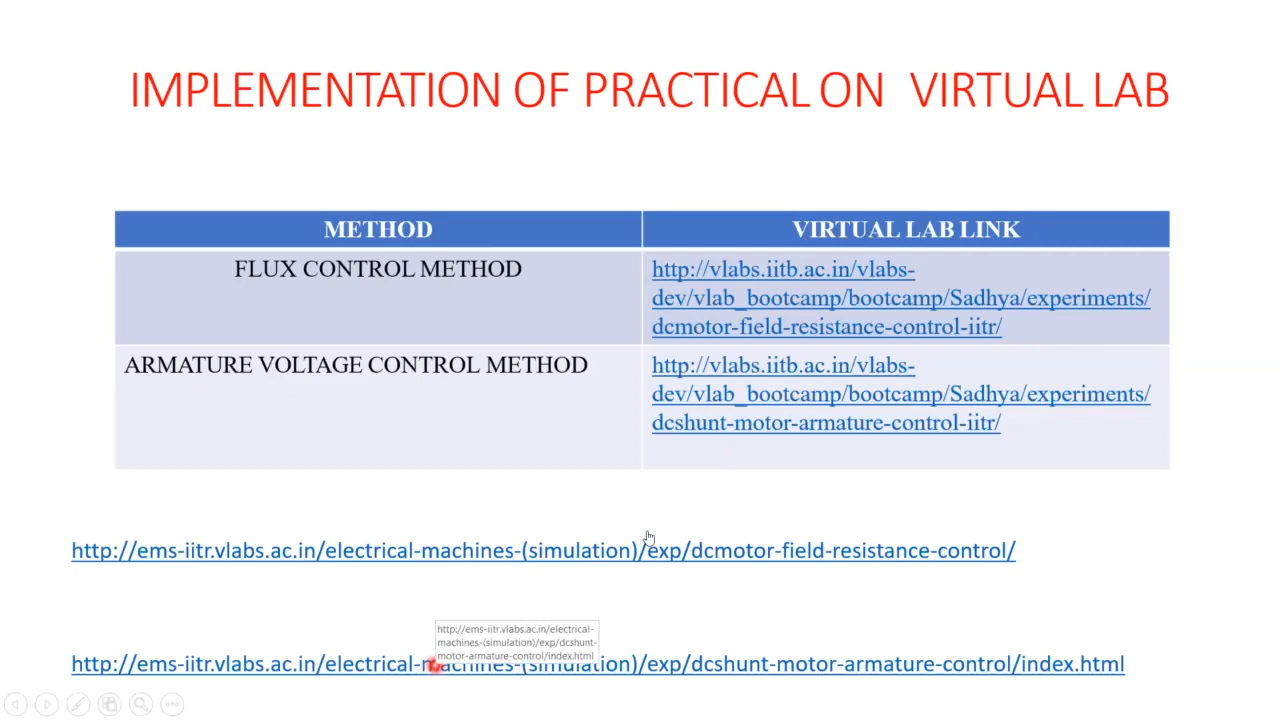 IMPLEMENTATION OF PRACTICAL ON VIRTUAL LAB
METHOD
VIRTUAL LAB LINK
FLUX CONTROL METHOD
http://vlabs.iitb.ac.in/vlabs-
dev/vlab_bootcamp/bootcamp/Sadhya/experiments/
dcmotor-field-resistance-control-iitr/
ARMATURE VOLTAGE CONTROL METHOD
http://vlabs.iitb.ac.in/vlabs-
dev/vlab_bootcamp/bootcamp/Sadhya/experiments/
dcshunt-motor-armature-control-iitr/
http://ems-iitr.vlabs.ac.in/electrical-machines-(simulation)/exp/dcmotor-field-resistance-control/
http://ems-iitr.vlabs.ac.in/electrical-
machines-(simulation)/exp/dcshunt-
motor-armature-control/index.html
http://ems-iitr.vlabs.ac.in/electrical-machines-(simulation)/exp/dcshunt-motor-armature-control/index.html